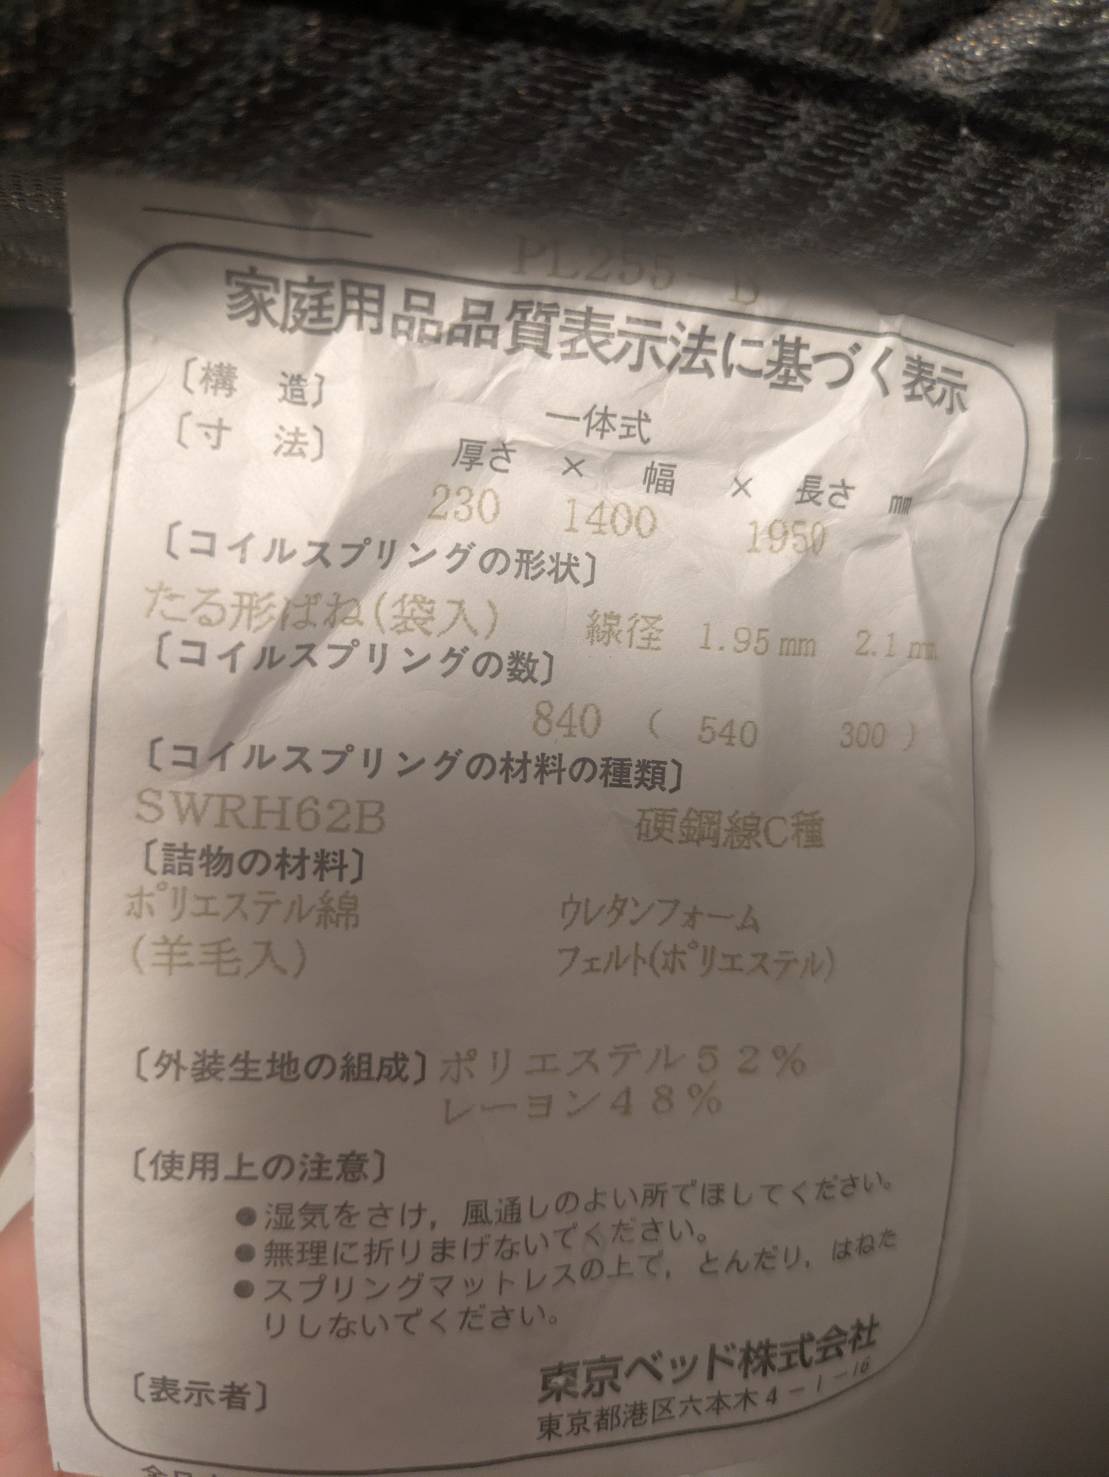 PL255 B
家庭用品品質表示法に基づく表示
〔構 造〕 一体式
〔寸 法〕 厚さ × 幅 × 長さ ㎜
230 1400 1950
〔コイルスプリングの形状〕
たる形ばね(袋入) 線径 1.95㎜ 2.1㎜
〔コイルスプリングの数〕
840 ( 540 300 )
〔コイルスプリングの材料の種類〕
SWRH62B 硬鋼線C種
〔詰物の材料〕
ポリエステル綿 ウレタンフォーム
(羊毛入) フェルト(ポリエステル)
〔外装生地の組成〕ポリエステル52%
レーヨン48%
〔使用上の注意〕
●湿気をさけ，風通しのよい所でほしてください。
●無理に折りまげないでください。
●スプリングマットレスの上で，とんだり，はねた
りしないでください。
〔表示者〕 東京ベッド株式会社
東京都港区六本木4-1-16